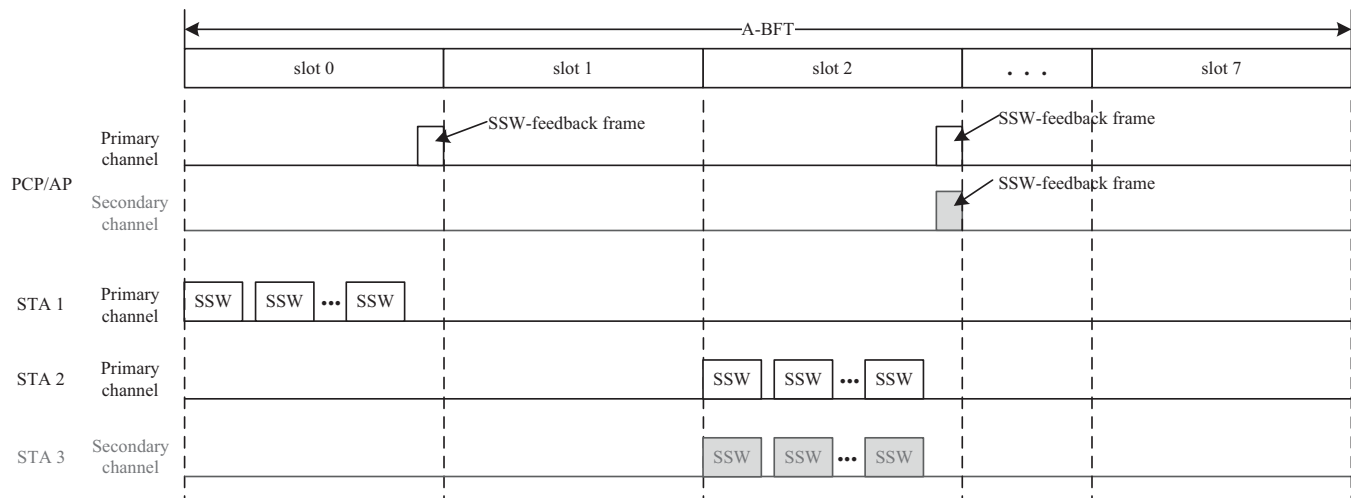 A-BFT
slot 0
slot 1
slot 2
. . .
slot 7
SSW-feedback frame
SSW-feedback frame
Primary
channel
PCP/AP
SSW-feedback frame
Secondary
channel
STA 1
Primary
channel
SSW
SSW
•••
SSW
STA 2
Primary
channel
SSW
SSW
•••
SSW
STA 3
Secondary
channel
SSW
SSW
•••
SSW